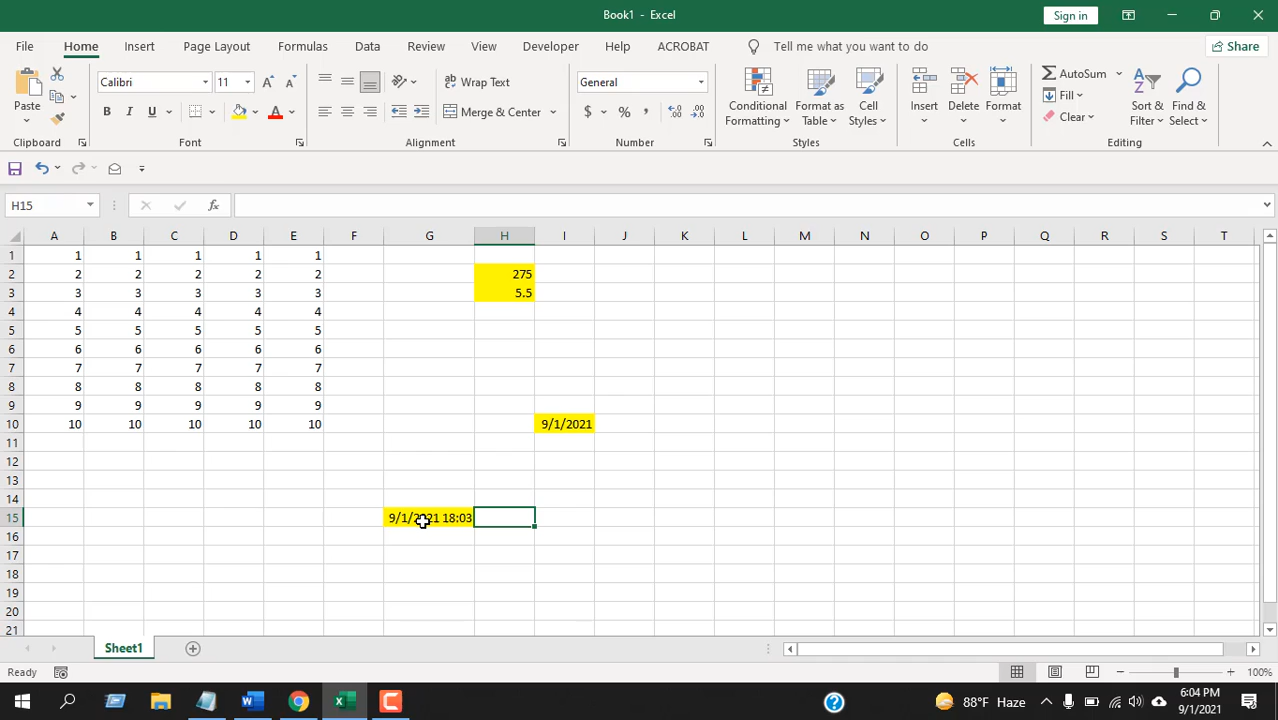 Book1 - Excel
Sign in
File Home Insert Page Layout Formulas Data Review View Developer Help ACROBAT Tell me what you want to do Share
Paste
Calibri 11
Wrap Text
General
Conditional Formatting
Format as Table
Cell Styles
Insert Delete Format
AutoSum
Fill
Clear
Sort & Filter
Find & Select
B I U A
Merge & Center
$ % ,
Clipboard Font Alignment Number Styles Cells Editing
H15 fx
A B C D E F G H I J K L M N O P Q R S T
1 1 1 1 1 1
2 2 2 2 2 2 275
3 3 3 3 3 3 5.5
4 4 4 4 4 4
5 5 5 5 5 5
6 6 6 6 6 6
7 7 7 7 7 7
8 8 8 8 8 8
9 9 9 9 9 9
10 10 10 10 10 10 9/1/2021
11
12
13
14
15 9/1/2021 18:03
16
17
18
19
20
21
Sheet1
Ready 100%
88°F Haze 6:04 PM
9/1/2021